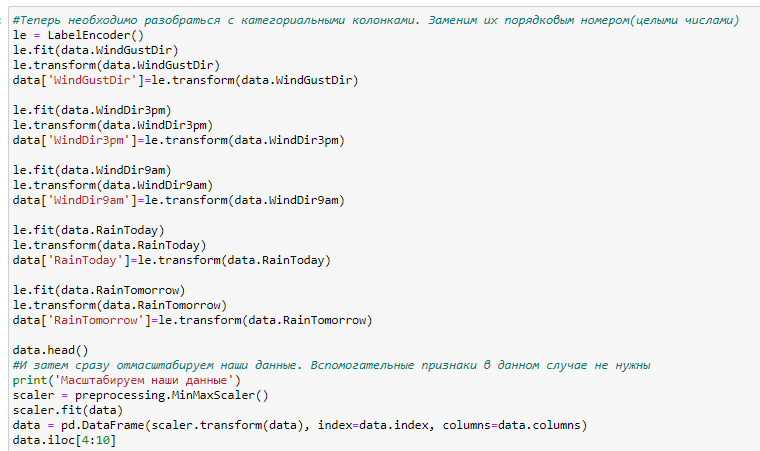 #Теперь необходимо разобраться с категориальными колонками. Заменим их порядковым номером(целыми числами)
le = LabelEncoder()
le.fit(data.WindGustDir)
le.transform(data.WindGustDir)
data['WindGustDir']=le.transform(data.WindGustDir)
le.fit(data.WindDir3pm)
le.transform(data.WindDir3pm)
data['WindDir3pm']=le.transform(data.WindDir3pm)
le.fit(data.WindDir9am)
le.transform(data.WindDir9am)
data['WindDir9am']=le.transform(data.WindDir9am)
le.fit(data.RainToday)
le.transform(data.RainToday)
data['RainToday']=le.transform(data.RainToday)
le.fit(data.RainTomorrow)
le.transform(data.RainTomorrow)
data['RainTomorrow']=le.transform(data.RainTomorrow)
data.head()
#И затем сразу отмасштабируем наши данные. Вспомогательные признаки в данном случае не нужны
print('Масштабируем наши данные')
scaler = preprocessing.MinMaxScaler()
scaler.fit(data)
data = pd.DataFrame(scaler.transform(data), index=data.index, columns=data.columns)
data.iloc[4:10]